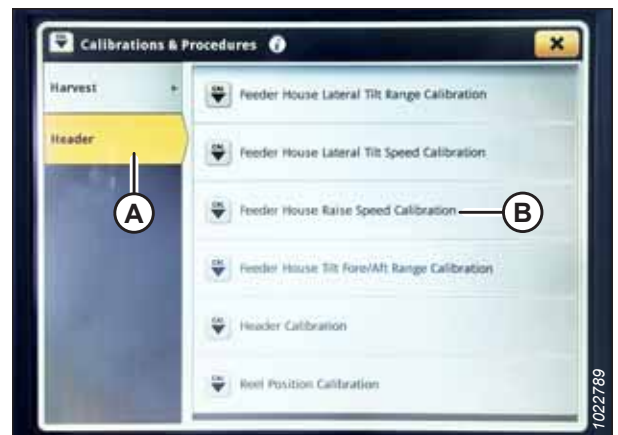 Calibrations & Procedures i
Harvest
Header
Feeder House Lateral Tilt Range Calibration
Feeder House Lateral Tilt Speed Calibration
Feeder House Raise Speed Calibration
Feeder House Tilt Fore/Aft Range Calibration
Header Calibration
Reel Position Calibration
A
B
1022789